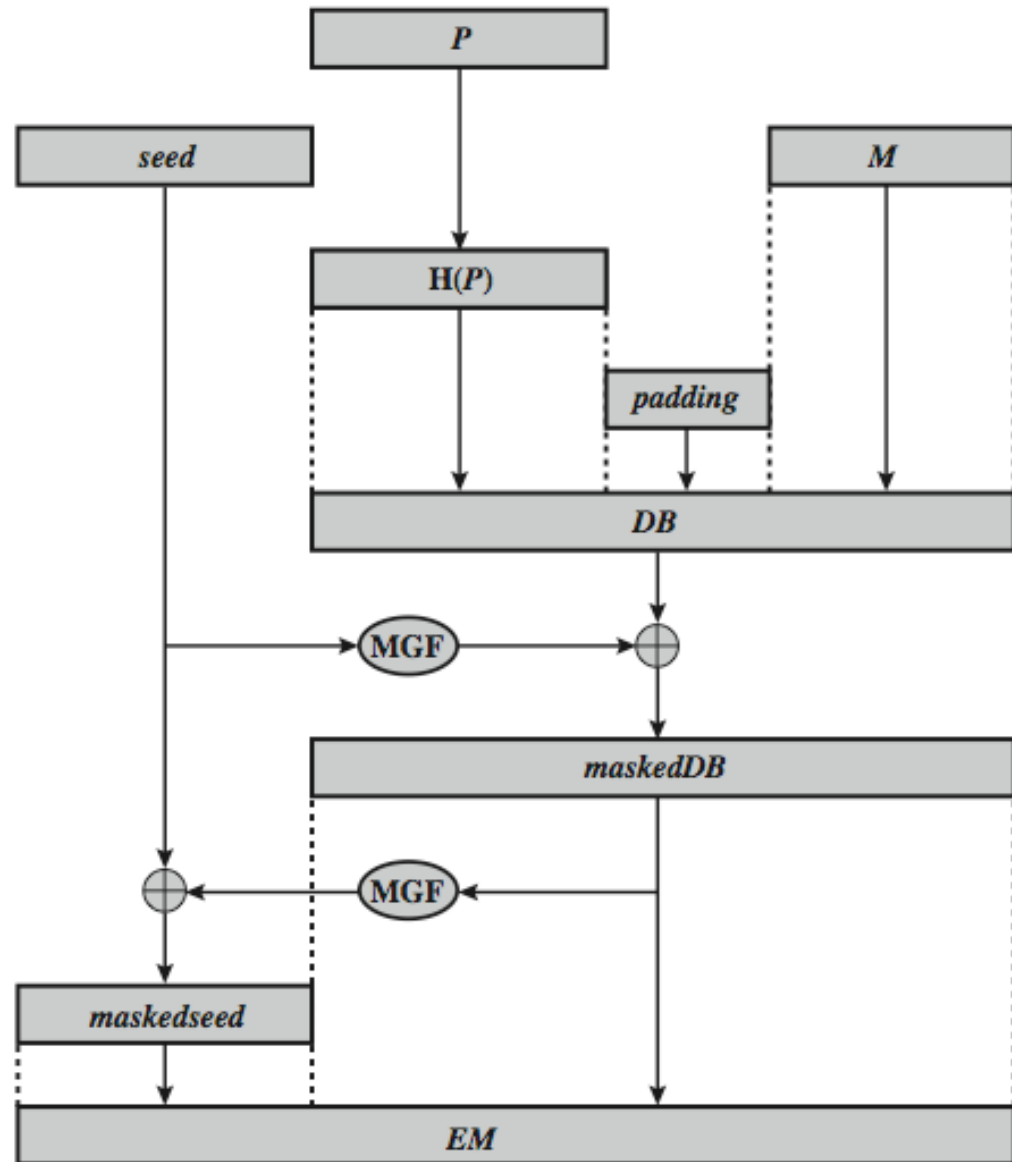 P
seed
M
H(P)
padding
DB
MGF
maskedDB
MGF
maskedseed
EM